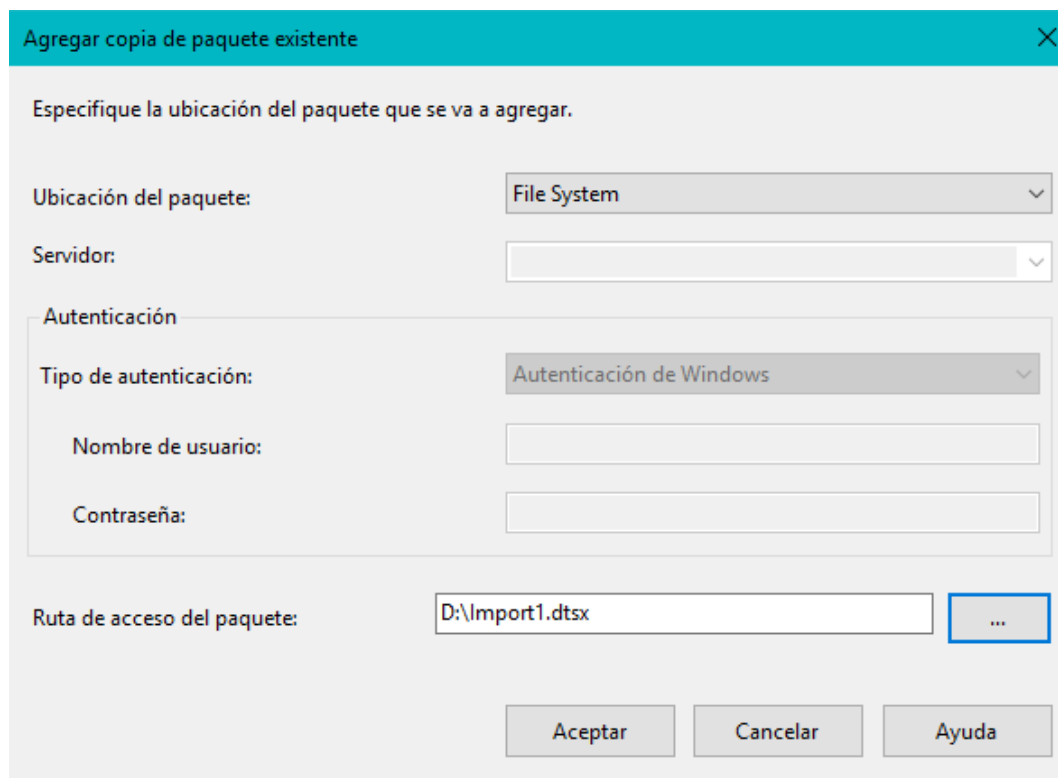 Agregar copia de paquete existente
Especifique la ubicación del paquete que se va a agregar.
Ubicación del paquete:
File System
Servidor:
Autenticación
Tipo de autenticación:
Autenticación de Windows
Nombre de usuario:
Contraseña:
Ruta de acceso del paquete:
D:\Import1.dtsx
...
Aceptar
Cancelar
Ayuda